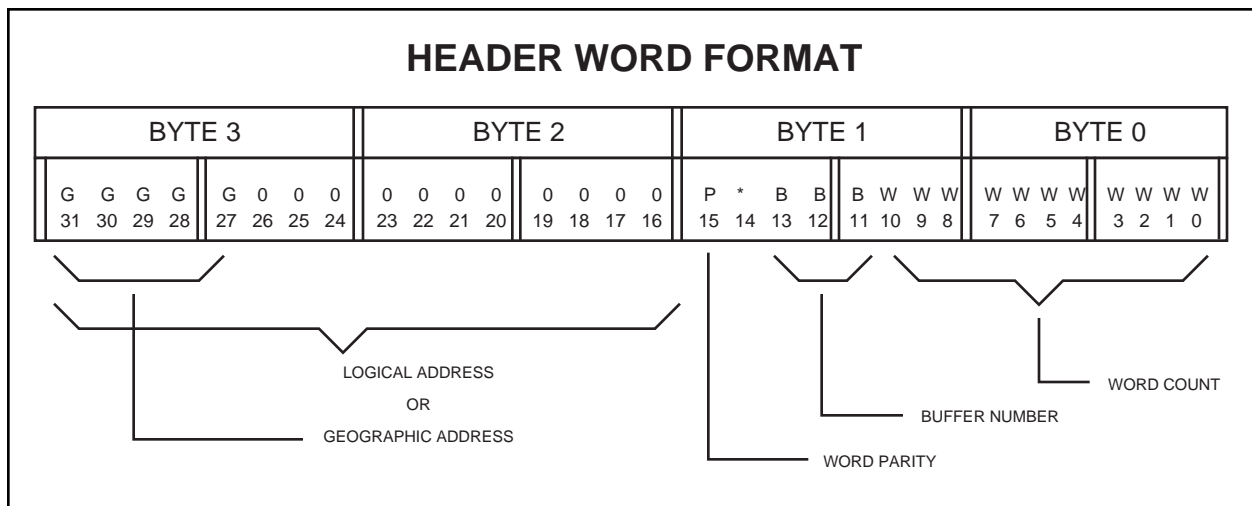 HEADER WORD FORMAT
BYTE 3 BYTE 2 BYTE 1 BYTE 0
G G G G G 0 0 0 0 0 0 0 0 0 0 0 P * B B B W W W W W W W W W W W
31 30 29 28 27 26 25 24 23 22 21 20 19 18 17 16 15 14 13 12 11 10 9 8 7 6 5 4 3 2 1 0
LOGICAL ADDRESS
OR
GEOGRAPHIC ADDRESS
WORD COUNT
BUFFER NUMBER
WORD PARITY